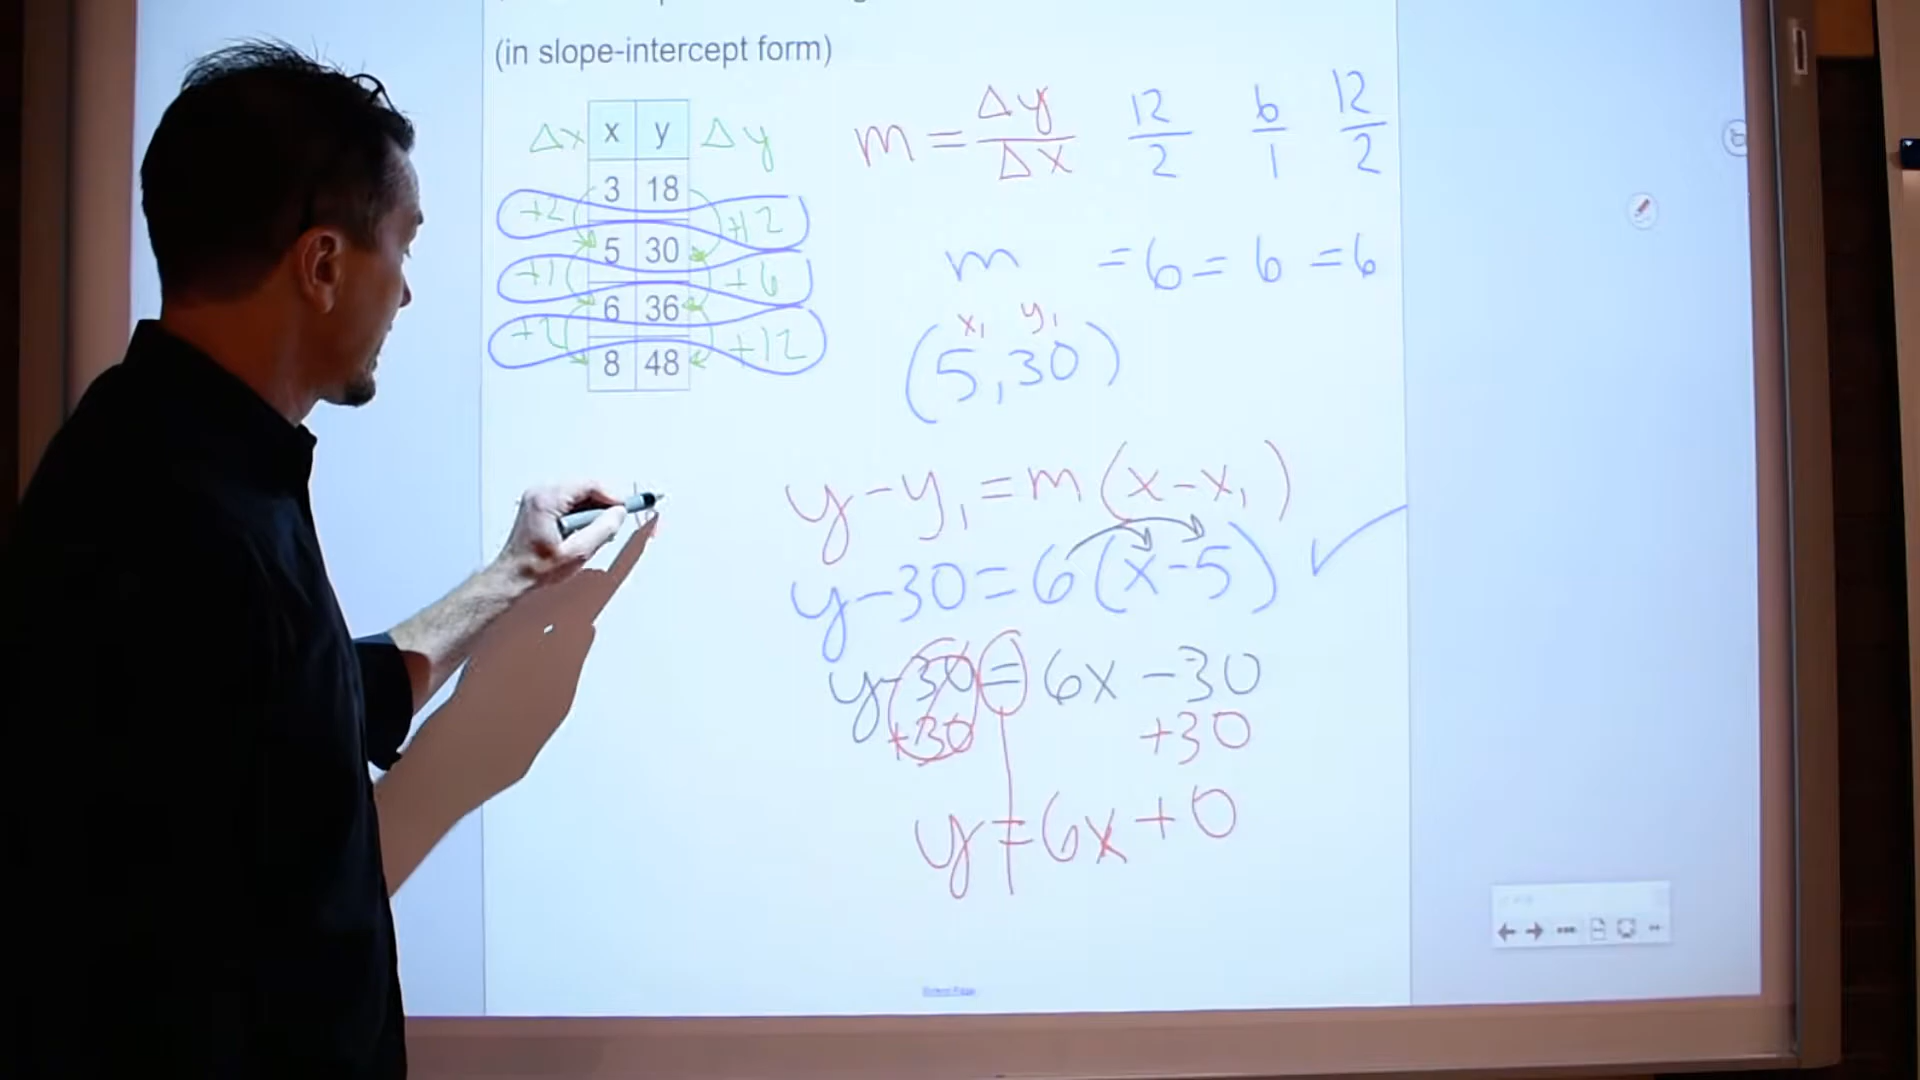 (in slope-intercept form)
Δx x y Δy
3 18
+2 +12
5 30
+1 +6
6 36
+2 +12
8 48
m = Δy/Δx 12/2 6/1 12/2
m = 6 = 6 = 6
x₁ y₁
(5, 30)
y - y₁ = m(x - x₁)
y - 30 = 6(x - 5) ✓
y - 30 = 6x - 30
+30 +30
y = 6x + 0